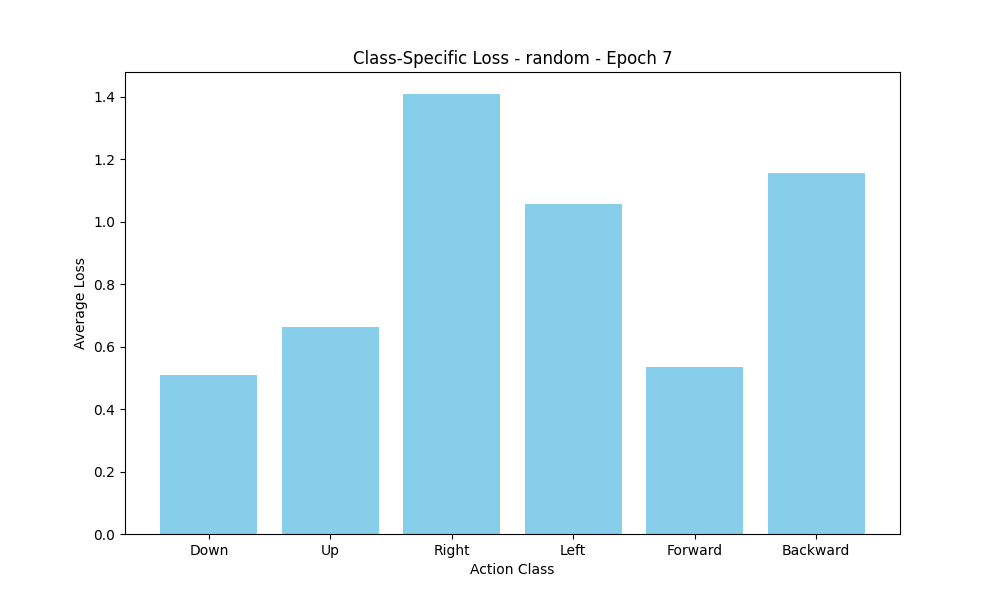 Class-Specific Loss - random - Epoch 7
Average Loss
1.4
1.2
1.0
0.8
0.6
0.4
0.2
0.0
Down Up Right Left Forward Backward
Action Class